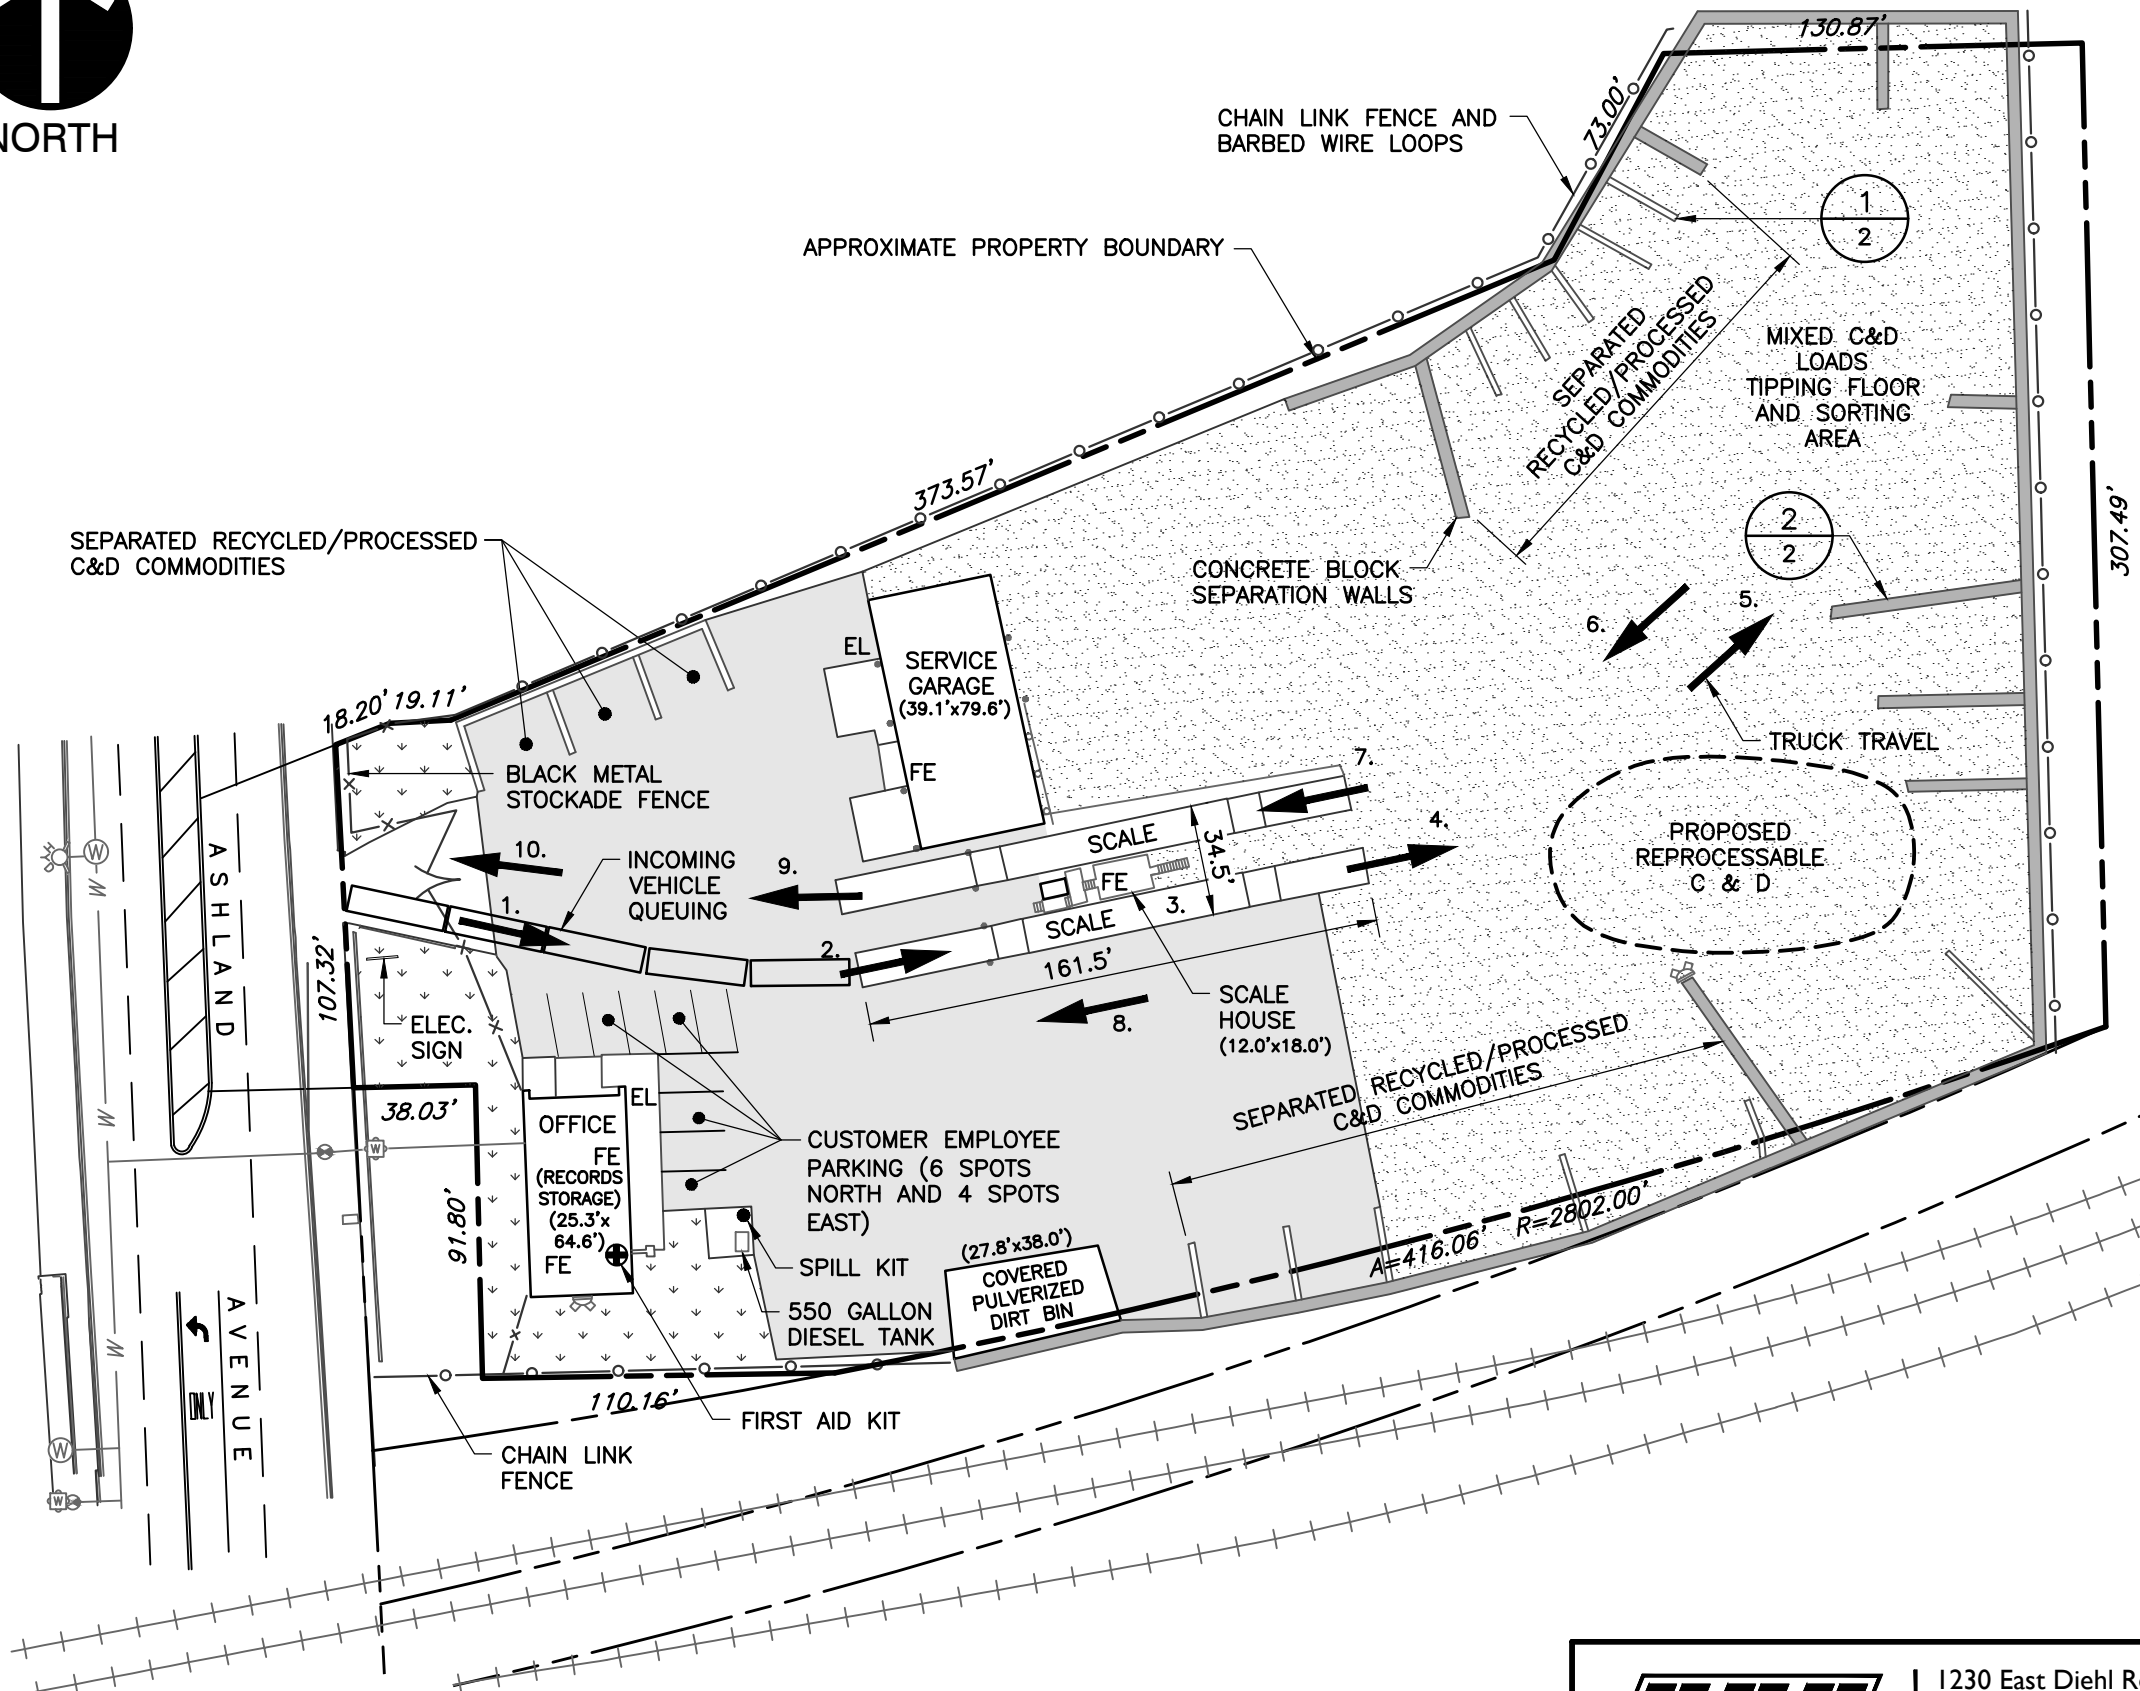 NORTH
130.87'
73.00'
CHAIN LINK FENCE AND
BARBED WIRE LOOPS
1
2
APPROXIMATE PROPERTY BOUNDARY
SEPARATED
RECYCLED/PROCESSED
C&D COMMODITIES
MIXED C&D
LOADS
TIPPING FLOOR
AND SORTING
AREA
373.57'
307.49'
SEPARATED RECYCLED/PROCESSED
C&D COMMODITIES
2
2
CONCRETE BLOCK
SEPARATION WALLS
5.
6.
EL
SERVICE
GARAGE
(39.1'x79.6')
FE
18.20'
19.11'
TRUCK TRAVEL
BLACK METAL
STOCKADE FENCE
7.
4.
SCALE
34.5'
PROPOSED
REPROCESSABLE
C & D
10.
INCOMING
VEHICLE
QUEUING
9.
FE
1.
3.
SCALE
2.
161.5'
ASHLAND
107.32'
ELEC.
SIGN
8.
SCALE
HOUSE
(12.0'x18.0')
SEPARATED RECYCLED/PROCESSED
C&D COMMODITIES
38.03'
EL
OFFICE
FE
(RECORDS
STORAGE)
(25.3'x
64.6')
FE
CUSTOMER EMPLOYEE
PARKING (6 SPOTS
NORTH AND 4 SPOTS
EAST)
91.80'
SPILL KIT
(27.8'x38.0')
COVERED
PULVERIZED
DIRT BIN
A=416.06'
R=2802.00'
550 GALLON
DIESEL TANK
AVENUE
ONLY
110.16'
FIRST AID KIT
CHAIN LINK
FENCE
W
W
W
W
W
W
W
1230 East Diehl R